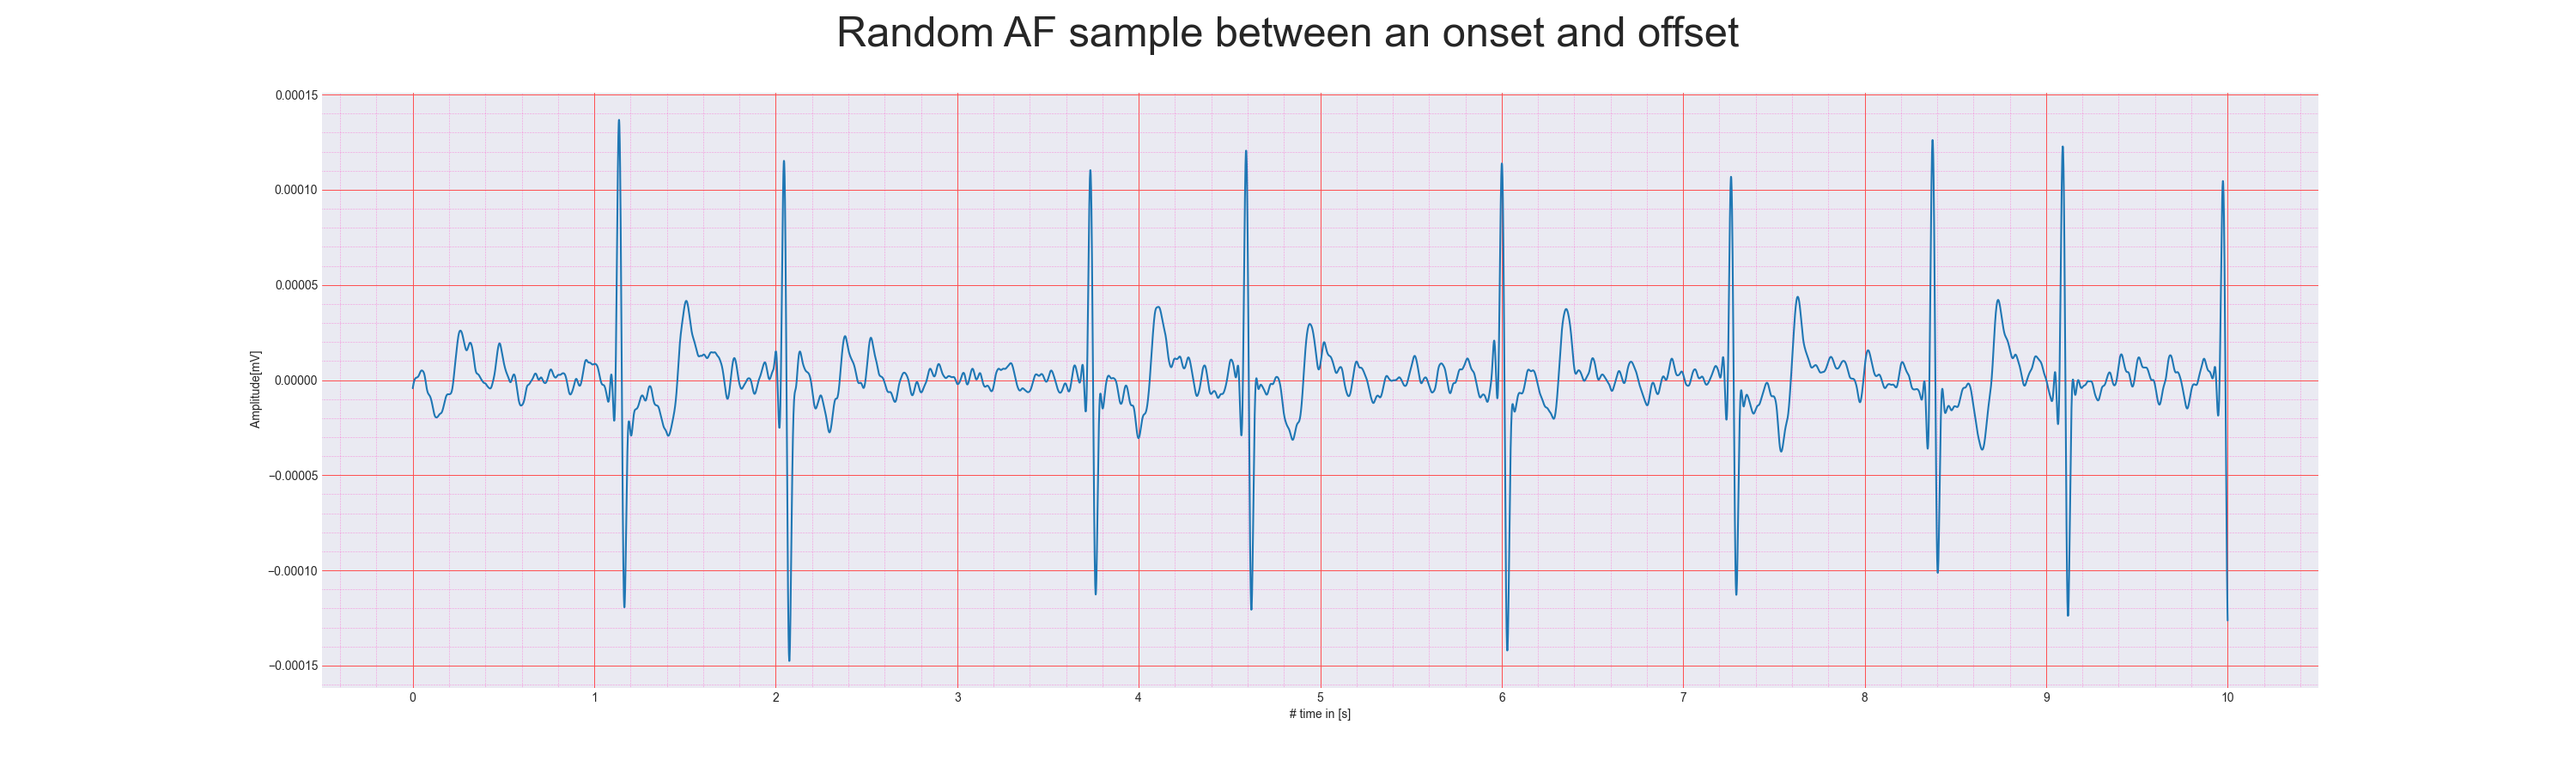 Random AF sample between an onset and offset
0.00015
0.00010
0.00005
0.00000
−0.00005
−0.00010
−0.00015
Amplitude[mV]
0 1 2 3 4 5 6 7 8 9 10
# time in [s]